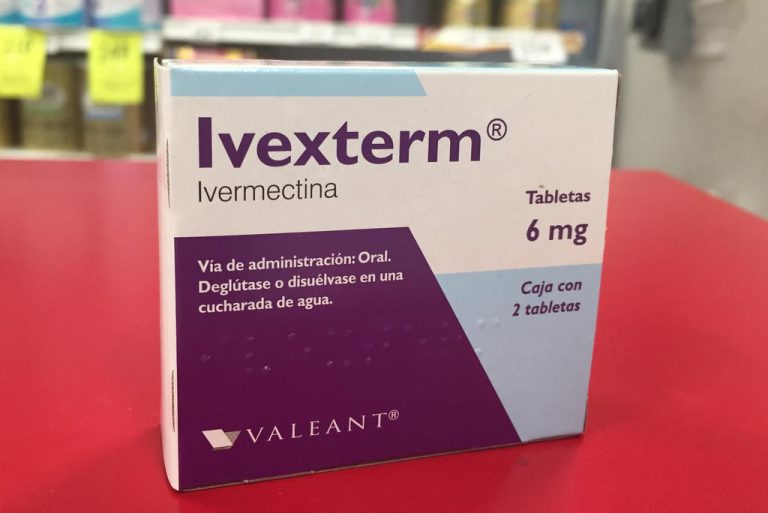 Ivexterm®
Ivermectina
Tabletas
6 mg
Vía de administración: Oral.
Deglútase o disuélvase en una
cucharada de agua.
Caja con
2 tabletas
VALEANT®